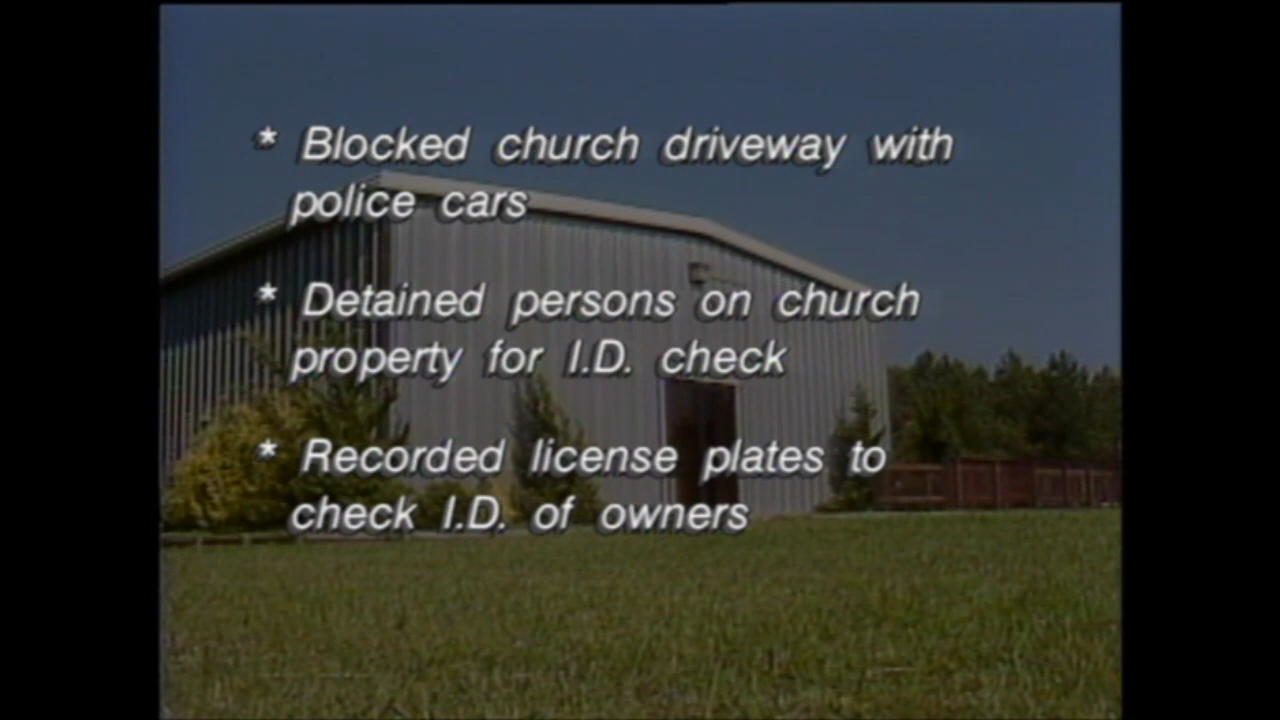 * Blocked church driveway with
police cars
* Detained persons on church
property for I.D. check
* Recorded license plates to
check I.D. of owners